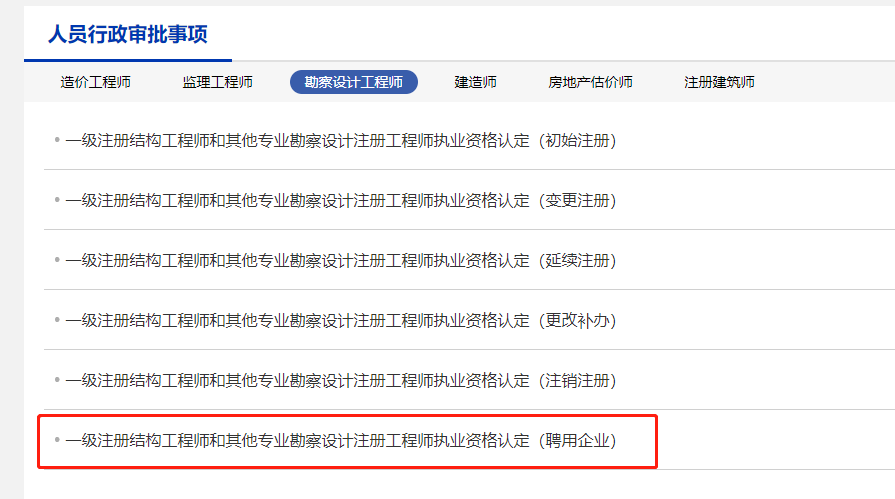 人员行政审批事项
造价工程师 监理工程师 勘察设计工程师 建造师 房地产估价师 注册建筑师
一级注册结构工程师和其他专业勘察设计注册工程师执业资格认定（初始注册）
一级注册结构工程师和其他专业勘察设计注册工程师执业资格认定（变更注册）
一级注册结构工程师和其他专业勘察设计注册工程师执业资格认定（延续注册）
一级注册结构工程师和其他专业勘察设计注册工程师执业资格认定（更改补办）
一级注册结构工程师和其他专业勘察设计注册工程师执业资格认定（注销注册）
一级注册结构工程师和其他专业勘察设计注册工程师执业资格认定（聘用企业）